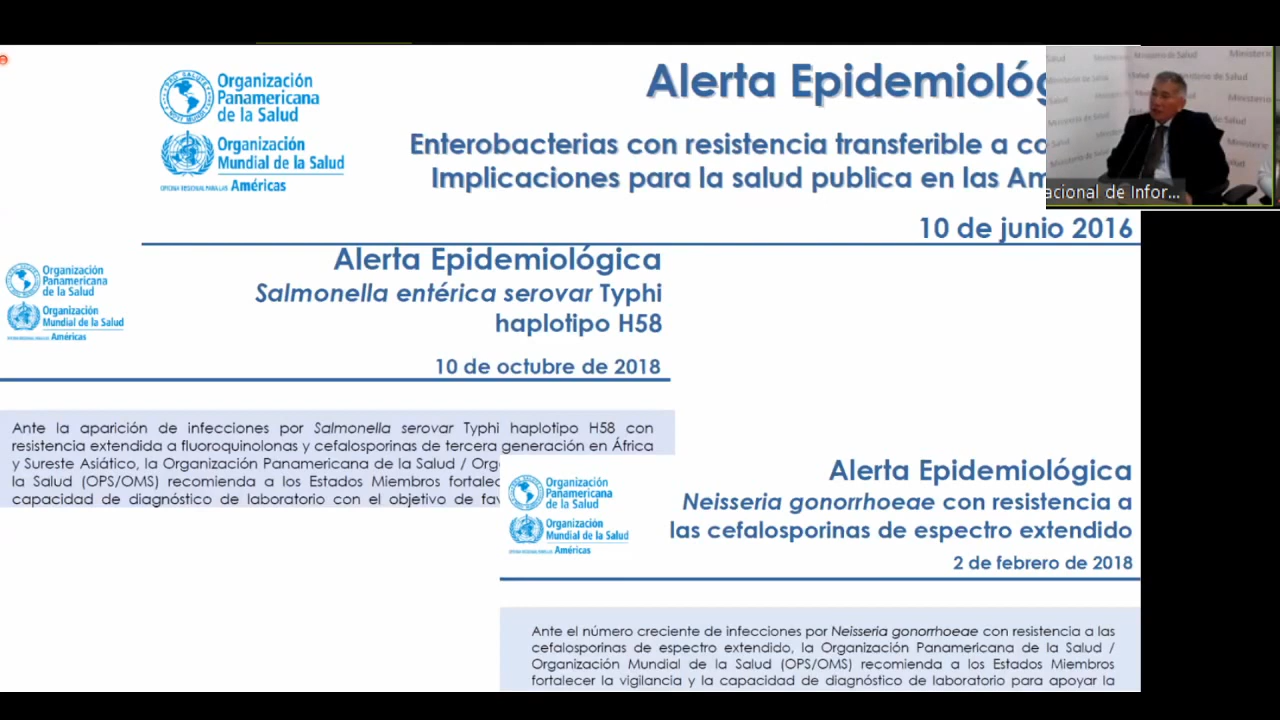 Organización
Panamericana
de la Salud
Organización
Mundial de la Salud
OFICINA REGIONAL PARA LAS Américas
Alerta Epidemióg
Enterobacterias con resistencia transferible a ca
Implicaciones para la salud publica en las Am
10 de junio 2016
Ministerio de Salud
acional de Infor...
Organización
Panamericana
de la Salud
Organización
Mundial de la Salud
Américas
Alerta Epidemiológica
Salmonella entérica serovar Typhi
haplotipo H58
10 de octubre de 2018
Ante la aparición de infecciones por Salmonella serovar Typhi haplotipo H58 con
resistencia extendida a fluoroquinolonas y cefalosporinas de tercera generación en África
y Sureste Asiático, la Organización Panamericana de la Salud / Orga
la Salud (OPS/OMS) recomienda a los Estados Miembros fortalec
capacidad de diagnóstico de laboratorio con el objetivo de fav
Organización
Panamericana
de la Salud
Organización
Mundial de la Salud
Américas
Alerta Epidemiológica
Neisseria gonorrhoeae con resistencia a
las cefalosporinas de espectro extendido
2 de febrero de 2018
Ante el número creciente de infecciones por Neisseria gonorrhoeae con resistencia a las
cefalosporinas de espectro extendido, la Organización Panamericana de la Salud /
Organización Mundial de la Salud (OPS/OMS) recomienda a los Estados Miembros
fortalecer la vigilancia y la capacidad de diagnóstico de laboratorio para apoyar la